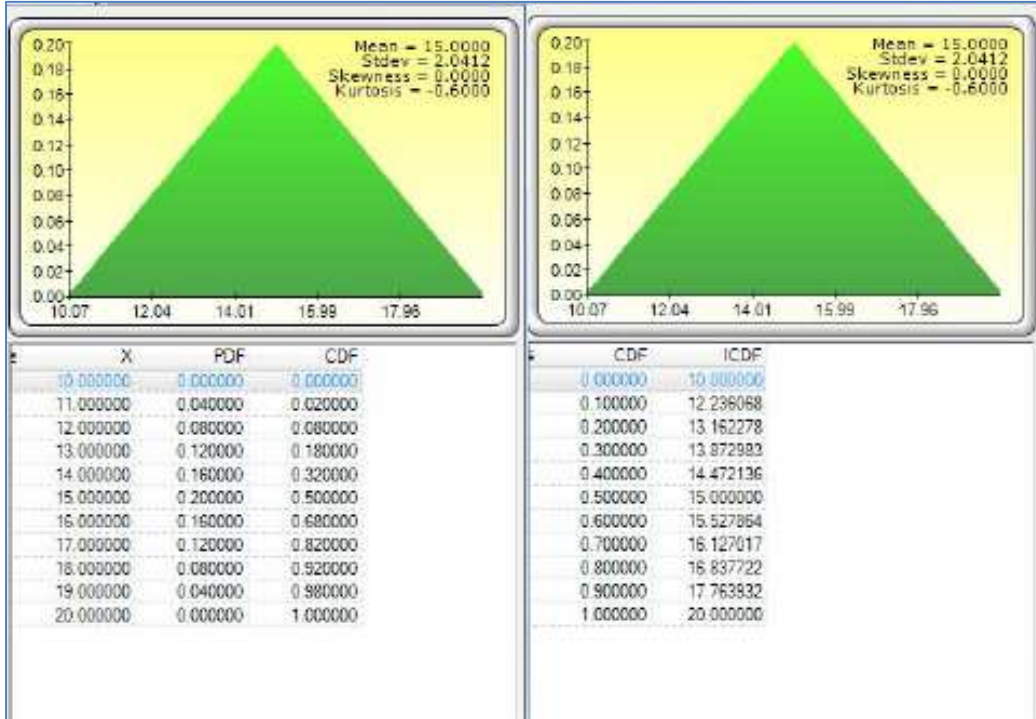 0.20
0.18
0.16
0.14
0.12
0.10
0.08
0.06
0.04
0.02
0.00
Mean = 15.0000
Stdev = 2.0412
Skewness = 0.0000
Kurtosis = -0.6000
10.07 12.04 14.01 15.99 17.96
X PDF CDF
10.000000 0.000000 0.000000
11.000000 0.040000 0.020000
12.000000 0.080000 0.080000
13.000000 0.120000 0.180000
14.000000 0.160000 0.320000
15.000000 0.200000 0.500000
16.000000 0.160000 0.680000
17.000000 0.120000 0.820000
18.000000 0.080000 0.920000
19.000000 0.040000 0.980000
20.000000 0.000000 1.000000
0.20
0.18
0.16
0.14
0.12
0.10
0.08
0.06
0.04
0.02
0.00
Mean = 15.0000
Stdev = 2.0412
Skewness = 0.0000
Kurtosis = -0.6000
10.07 12.04 14.01 15.99 17.96
CDF ICDF
0.000000 10.000000
0.100000 12.236068
0.200000 13.162278
0.300000 13.872983
0.400000 14.472136
0.500000 15.000000
0.600000 15.527864
0.700000 16.127017
0.800000 16.837722
0.900000 17.763932
1.000000 20.000000